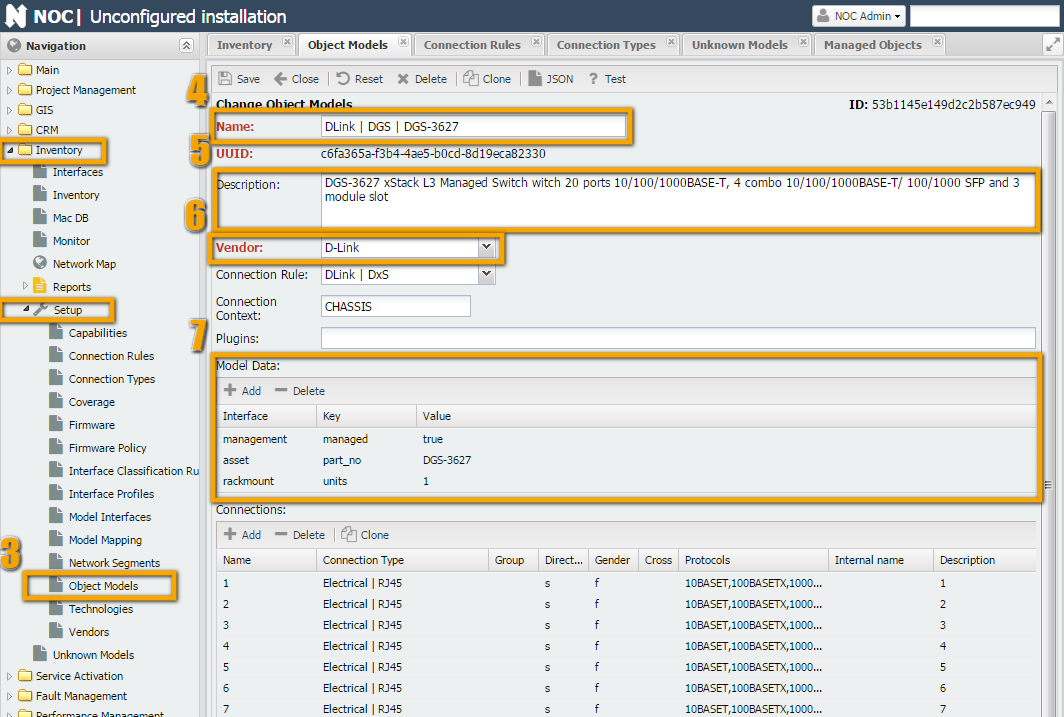 NOC| Unconfigured installation
NOC Admin
Navigation
Main
Project Management
GIS
CRM
Inventory
Interfaces
Inventory
Mac DB
Monitor
Network Map
Reports
Setup
Capabilities
Connection Rules
Connection Types
Coverage
Firmware
Firmware Policy
Interface Classification Ru
Interface Profiles
Model Interfaces
Model Mapping
Network Segments
3
Object Models
Technologies
Vendors
Unknown Models
Service Activation
Fault Management
Performance Management
Inventory Object Models Connection Rules Connection Types Unknown Models Managed Objects
Save Close Reset Delete Clone JSON ? Test
4
Change Object Models ID: 53b1145e149d2c2b587ec949
Name: DLink | DGS | DGS-3627
5
UUID: c6fa365a-f3b4-4ae5-b0cd-8d19eca82330
Description: DGS-3627 xStack L3 Managed Switch witch 20 ports 10/100/1000BASE-T, 4 combo 10/100/1000BASE-T/ 100/1000 SFP and 3
module slot
6
Vendor: D-Link
Connection Rule: DLink | DxS
Connection
Context: CHASSIS
7
Plugins:
Model Data:
Add Delete
Interface Key Value
management managed true
asset part_no DGS-3627
rackmount units 1
Connections:
Add Delete Clone
Name Connection Type Group Direct... Gender Cross Protocols Internal name Description
1 Electrical | RJ45 s f 10BASET,100BASETX,1000... 1
2 Electrical | RJ45 s f 10BASET,100BASETX,1000... 2
3 Electrical | RJ45 s f 10BASET,100BASETX,1000... 3
4 Electrical | RJ45 s f 10BASET,100BASETX,1000... 4
5 Electrical | RJ45 s f 10BASET,100BASETX,1000... 5
6 Electrical | RJ45 s f 10BASET,100BASETX,1000... 6
7 Electrical | RJ45 s f 10BASET,100BASETX,1000... 7